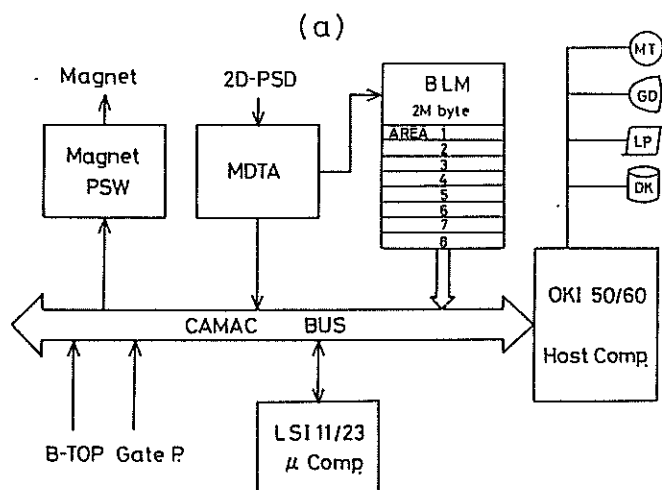 (a)
MT
Magnet 2D-PSD BLM
2M byte
GD
Magnet
PSW
MDTA
AREA 1
2
3
4
5
6
7
8
LP
DK
CAMAC BUS
OKI 50/60
Host Comp.
B-TOP Gate P.
LSI 11/23
μ Comp.